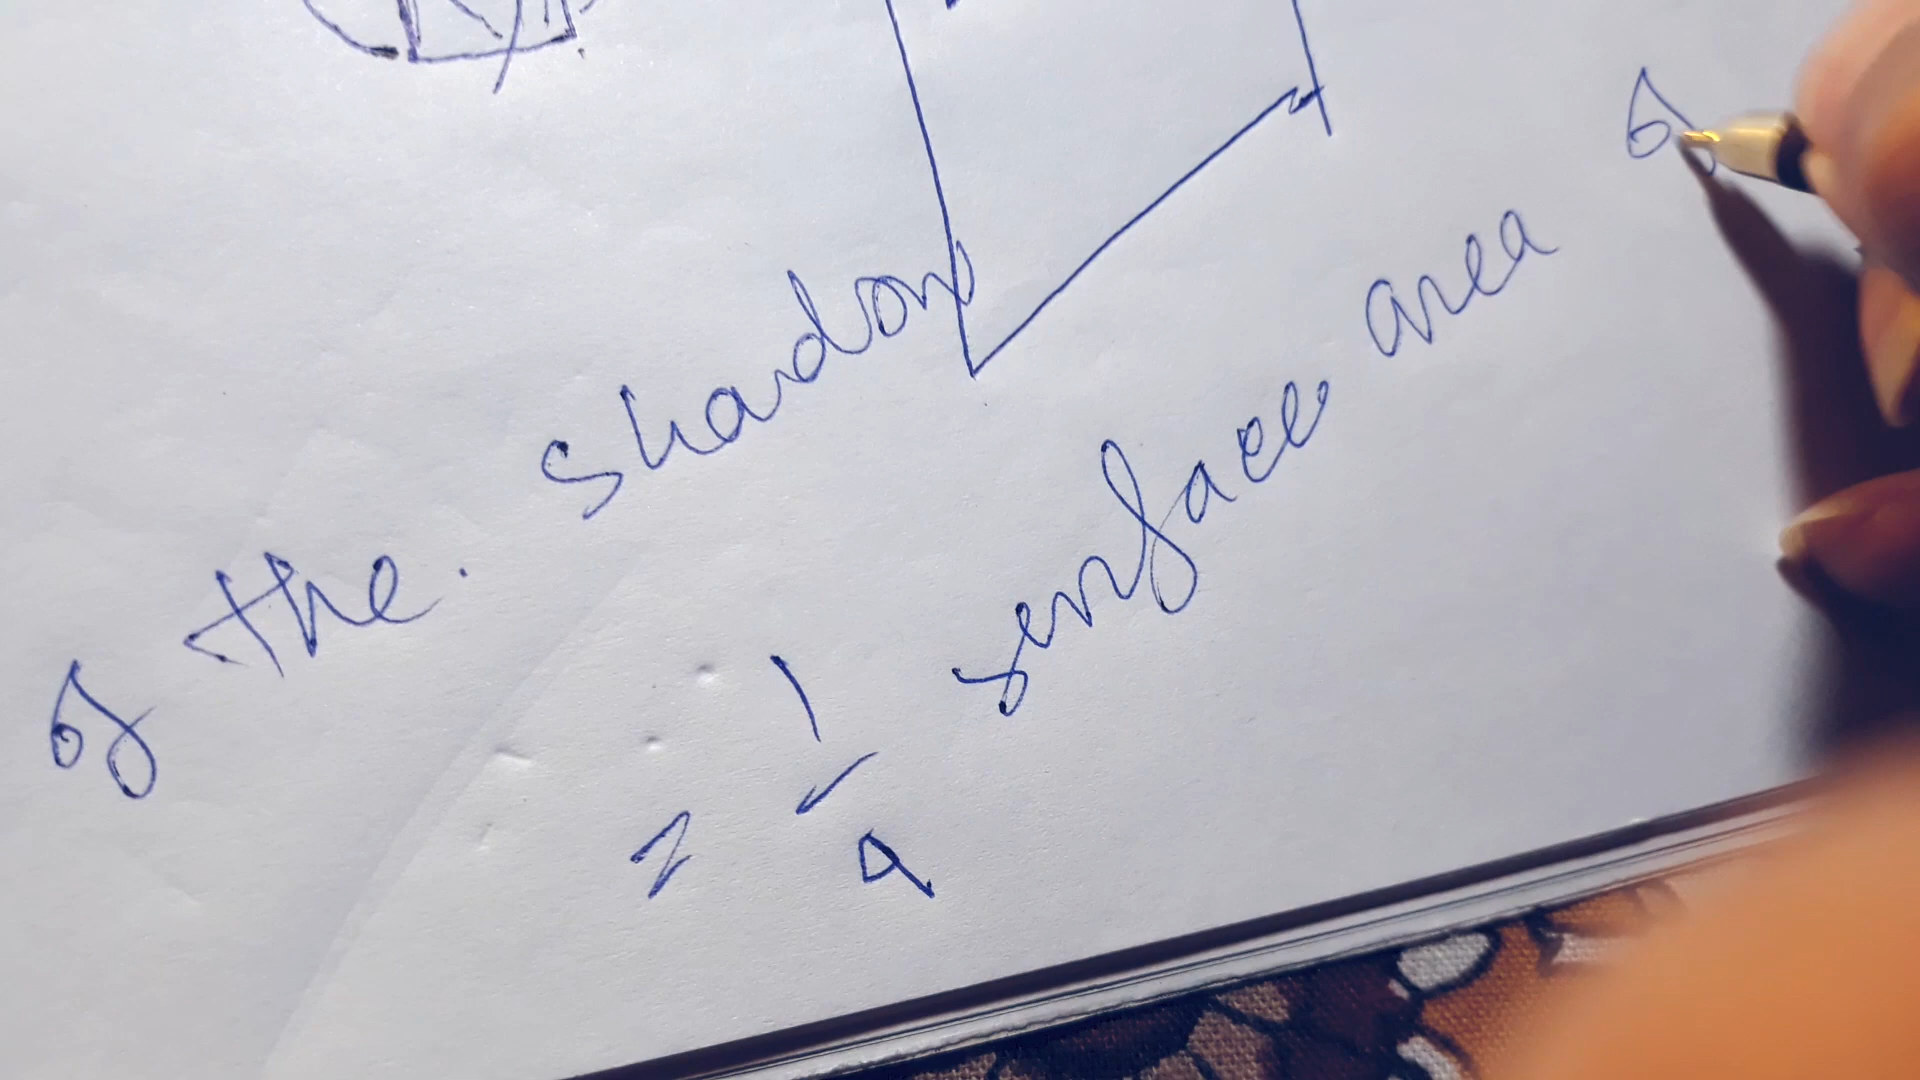 of the shadow
= 1/4 surface area of